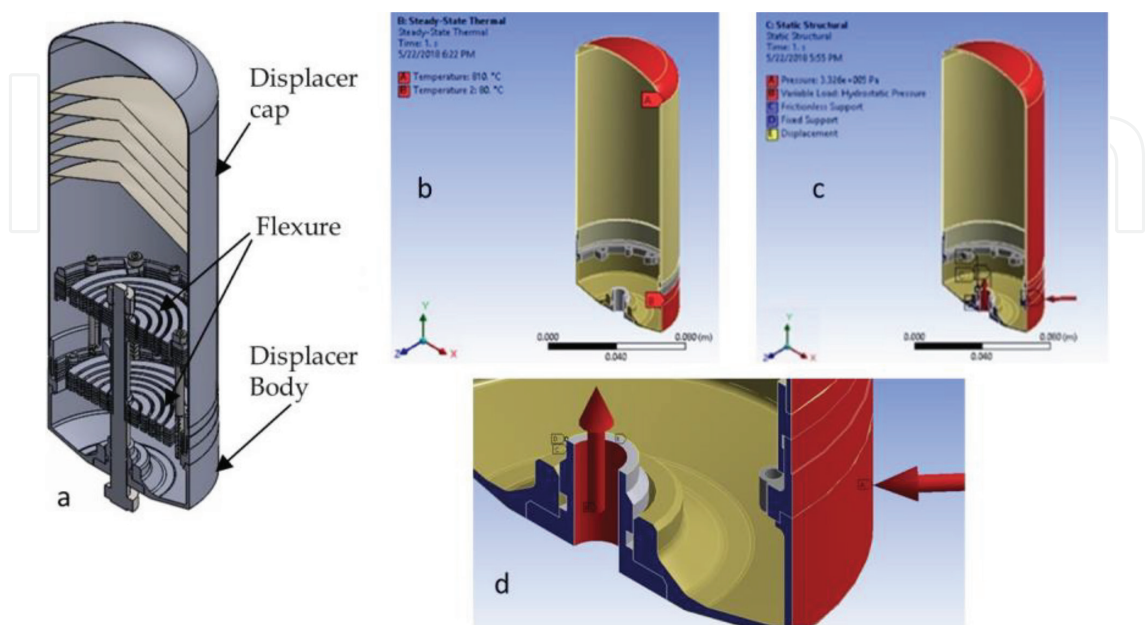 Displacer
cap
Flexure
Displacer
Body
a
B: Steady-State Thermal
Steady-State Thermal
Time: 1. s
5/22/2018 6:22 PM
A Temperature: 810. °C
B Temperature 2: 80. °C
A
B
b
Y
Z
X
0.000
0.040
0.080 (m)
C: Static Structural
Static Structural
Time: 1. s
5/22/2018 5:55 PM
A Pressure: 3.326e+005 Pa
B Variable Load: Hydrostatic Pressure
C Frictionless Support
D Fixed Support
E Displacement
c
Y
Z
X
0.000
0.040
0.080 (m)
D
C
A
d